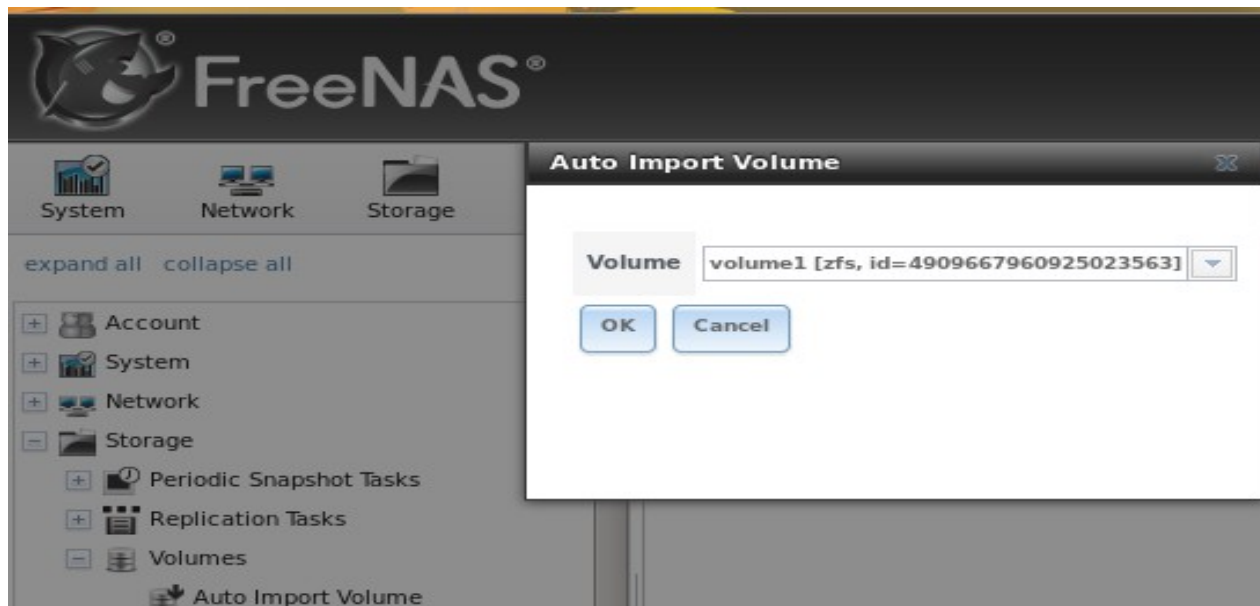 FreeNAS®
System
Network
Storage
expand all
collapse all
Account
System
Network
Storage
Periodic Snapshot Tasks
Replication Tasks
Volumes
Auto Import Volume
Auto Import Volume
Volume
volume1 [zfs, id=4909667960925023563]
OK
Cancel